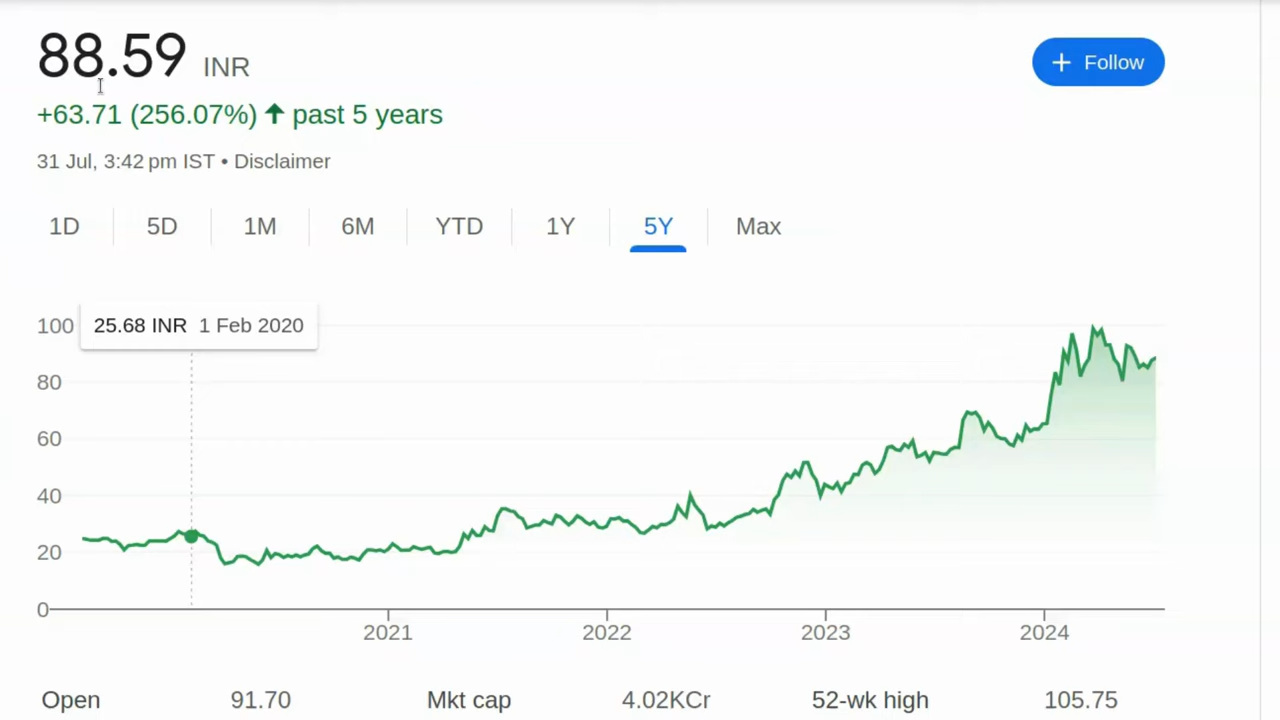 88.59 INR
+ Follow
+63.71 (256.07%) ↑ past 5 years
31 Jul, 3:42 pm IST • Disclaimer
1D 5D 1M 6M YTD 1Y 5Y Max
25.68 INR 1 Feb 2020
100
80
60
40
20
0
2021 2022 2023 2024
Open 91.70 Mkt cap 4.02KCr 52-wk high 105.75